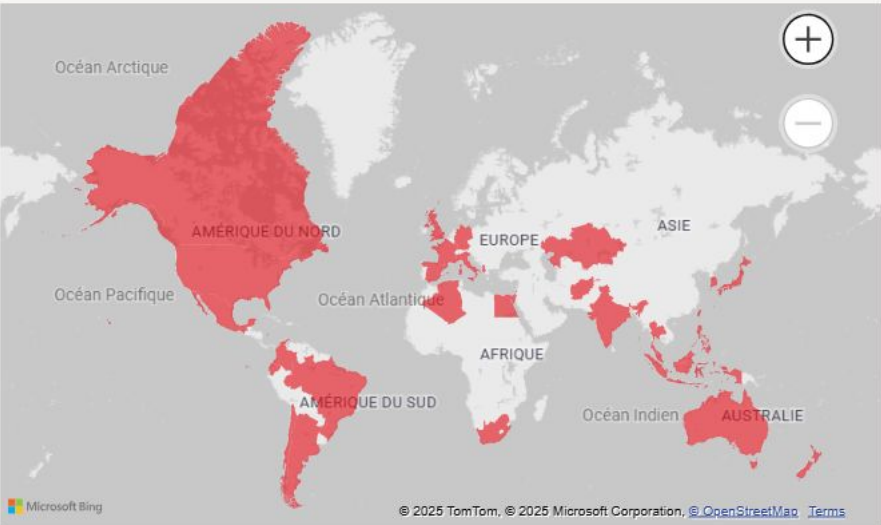 Océan Arctique
AMÉRIQUE DU NORD
EUROPE
ASIE
Océan Pacifique
Océan Atlantique
AFRIQUE
AMÉRIQUE DU SUD
Océan Indien
AUSTRALIE
Microsoft Bing
© 2025 TomTom, © 2025 Microsoft Corporation, © OpenStreetMap Terms